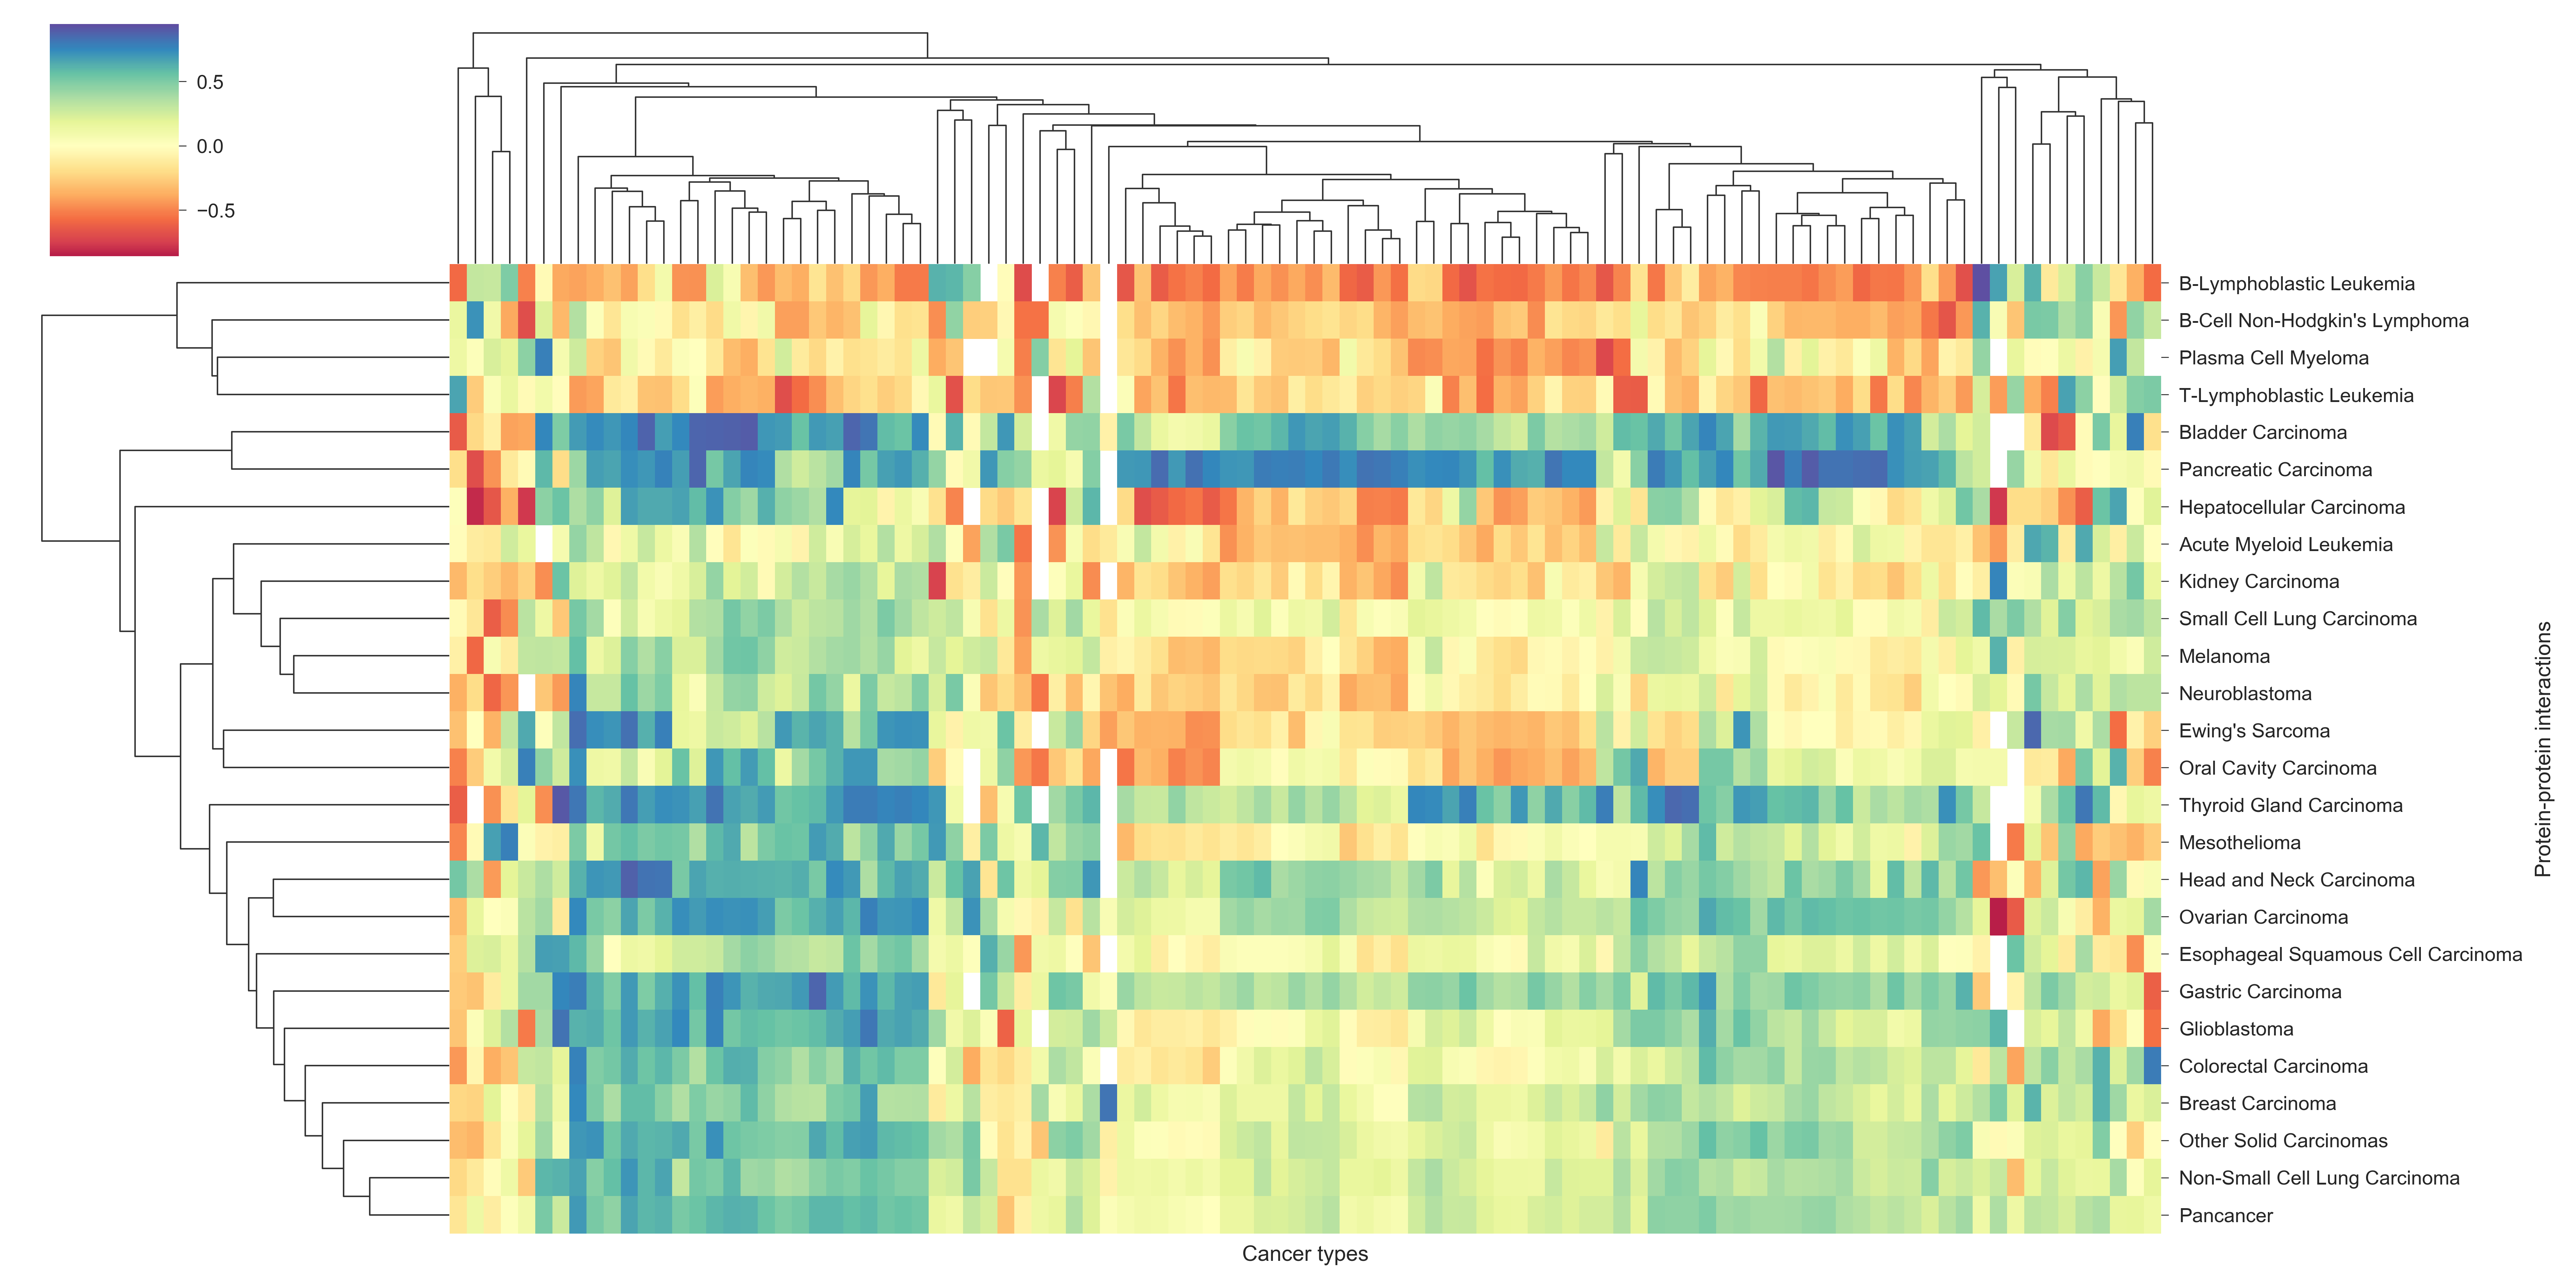 0.5
0.0
−0.5
B-Lymphoblastic Leukemia
B-Cell Non-Hodgkin's Lymphoma
Plasma Cell Myeloma
T-Lymphoblastic Leukemia
Bladder Carcinoma
Pancreatic Carcinoma
Hepatocellular Carcinoma
Acute Myeloid Leukemia
Kidney Carcinoma
Small Cell Lung Carcinoma
Melanoma
Neuroblastoma
Ewing's Sarcoma
Oral Cavity Carcinoma
Thyroid Gland Carcinoma
Mesothelioma
Head and Neck Carcinoma
Ovarian Carcinoma
Esophageal Squamous Cell Carcinoma
Gastric Carcinoma
Glioblastoma
Colorectal Carcinoma
Breast Carcinoma
Other Solid Carcinomas
Non-Small Cell Lung Carcinoma
Pancancer
Protein-protein interactions
Cancer types